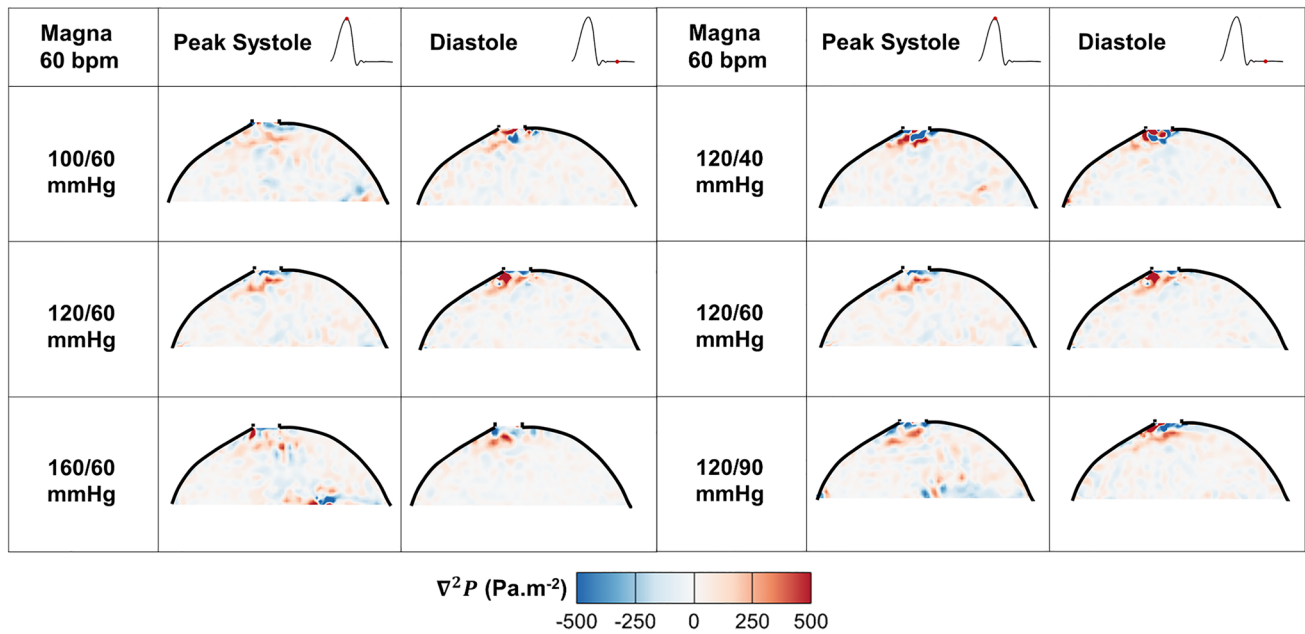 Magna
60 bpm
Peak Systole
Diastole
Magna
60 bpm
Peak Systole
Diastole
100/60
mmHg
120/40
mmHg
120/60
mmHg
120/60
mmHg
160/60
mmHg
120/90
mmHg
∇²𝑃 (Pa.m⁻²)
-500 -250 0 250 500